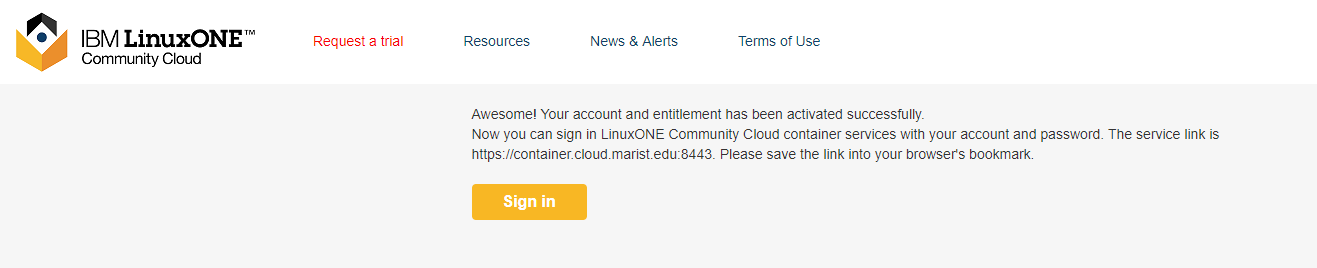 IBM LinuxONE™
Community Cloud
Request a trial
Resources
News & Alerts
Terms of Use
Awesome! Your account and entitlement has been activated successfully.
Now you can sign in LinuxONE Community Cloud container services with your account and password. The service link is
https://container.cloud.marist.edu:8443. Please save the link into your browser's bookmark.
Sign in